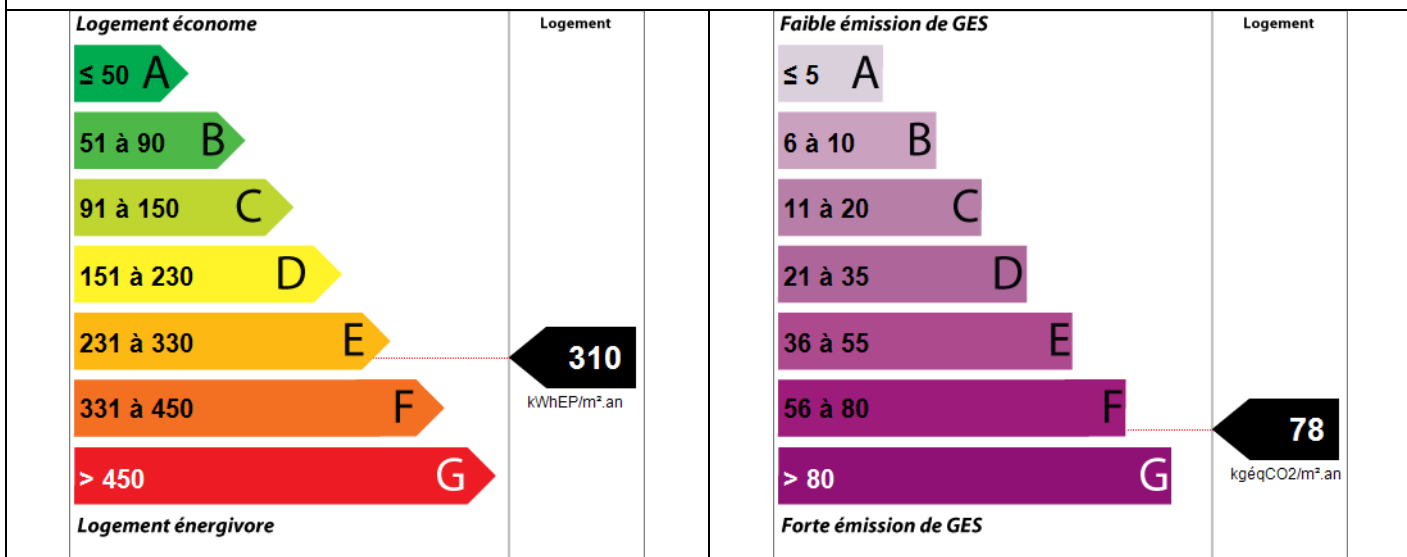 Logement économe
Logement
≤ 50 A
51 à 90 B
91 à 150 C
151 à 230 D
231 à 330 E
310
kWhEP/m².an
331 à 450 F
> 450 G
Logement énergivore
Faible émission de GES
Logement
≤ 5 A
6 à 10 B
11 à 20 C
21 à 35 D
36 à 55 E
56 à 80 F
78
kgéqCO2/m².an
> 80 G
Forte émission de GES